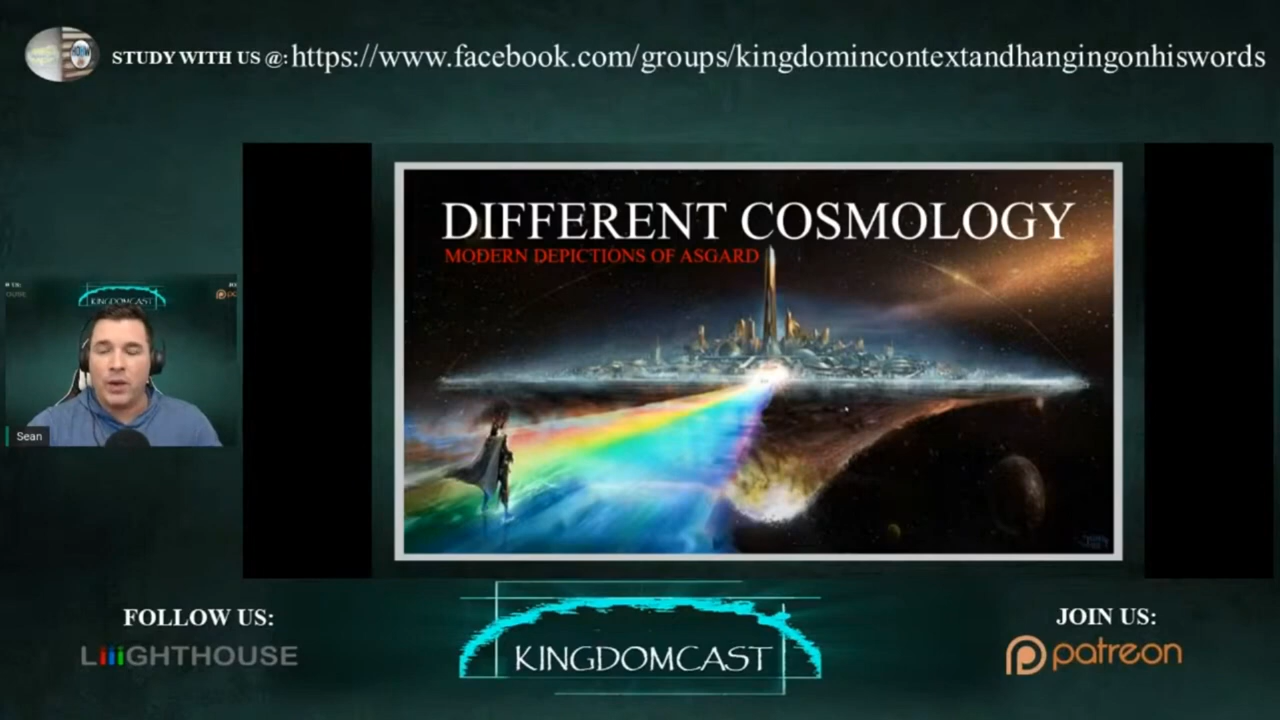 STUDY WITH US @: https://www.facebook.com/groups/kingdomincontextandhangingonhiswords
DIFFERENT COSMOLOGY
MODERN DEPICTIONS OF ASGARD
KINGDOMCAST
Sean
FOLLOW US:
LIIIGHTHOUSE
KINGDOMCAST
JOIN US:
patreon